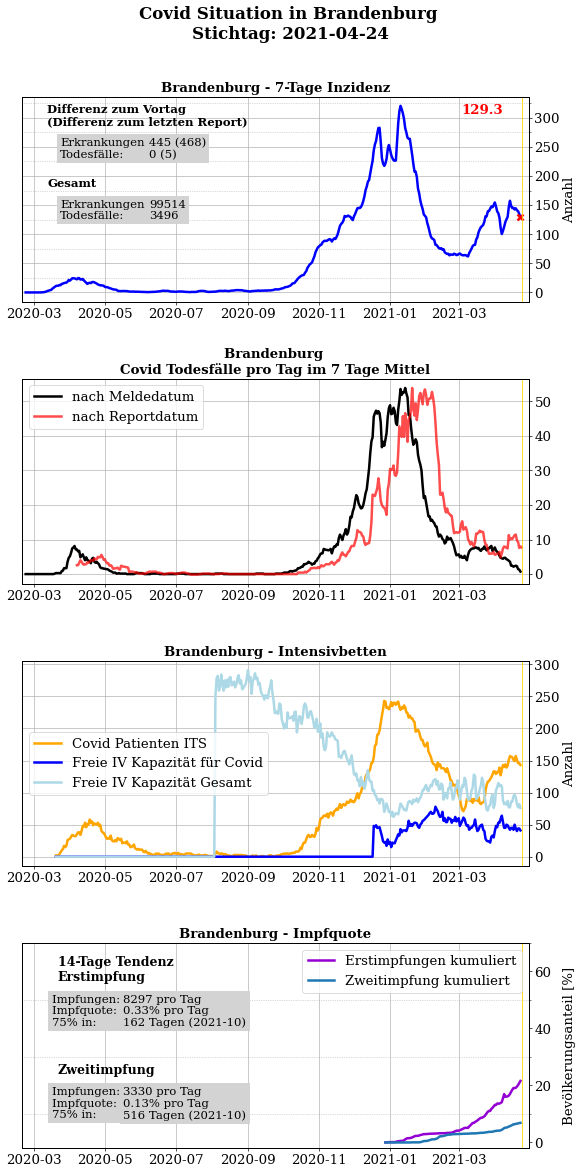 Covid Situation in Brandenburg
Stichtag: 2021-04-24
Brandenburg - 7-Tage Inzidenz
Differenz zum Vortag
(Differenz zum letzten Report)
Erkrankungen 445 (468)
Todesfälle: 0 (5)
Gesamt
Erkrankungen 99514
Todesfälle: 3496
129.3
300
250
200
150
100
50
0
Anzahl
2020-03 2020-05 2020-07 2020-09 2020-11 2021-01 2021-03
Brandenburg
Covid Todesfälle pro Tag im 7 Tage Mittel
nach Meldedatum
nach Reportdatum
50
40
30
20
10
0
2020-03 2020-05 2020-07 2020-09 2020-11 2021-01 2021-03
Brandenburg - Intensivbetten
Covid Patienten ITS
Freie IV Kapazität für Covid
Freie IV Kapazität Gesamt
300
250
200
150
100
50
0
Anzahl
2020-03 2020-05 2020-07 2020-09 2020-11 2021-01 2021-03
Brandenburg - Impfquote
14-Tage Tendenz
Erstimpfung
Impfungen: 8297 pro Tag
Impfquote: 0.33% pro Tag
75% in: 162 Tagen (2021-10)
Zweitimpfung
Impfungen: 3330 pro Tag
Impfquote: 0.13% pro Tag
75% in: 516 Tagen (2021-10)
Erstimpfungen kumuliert
Zweitimpfung kumuliert
60
40
20
0
Bevölkerungsanteil [%]
2020-03 2020-05 2020-07 2020-09 2020-11 2021-01 2021-03